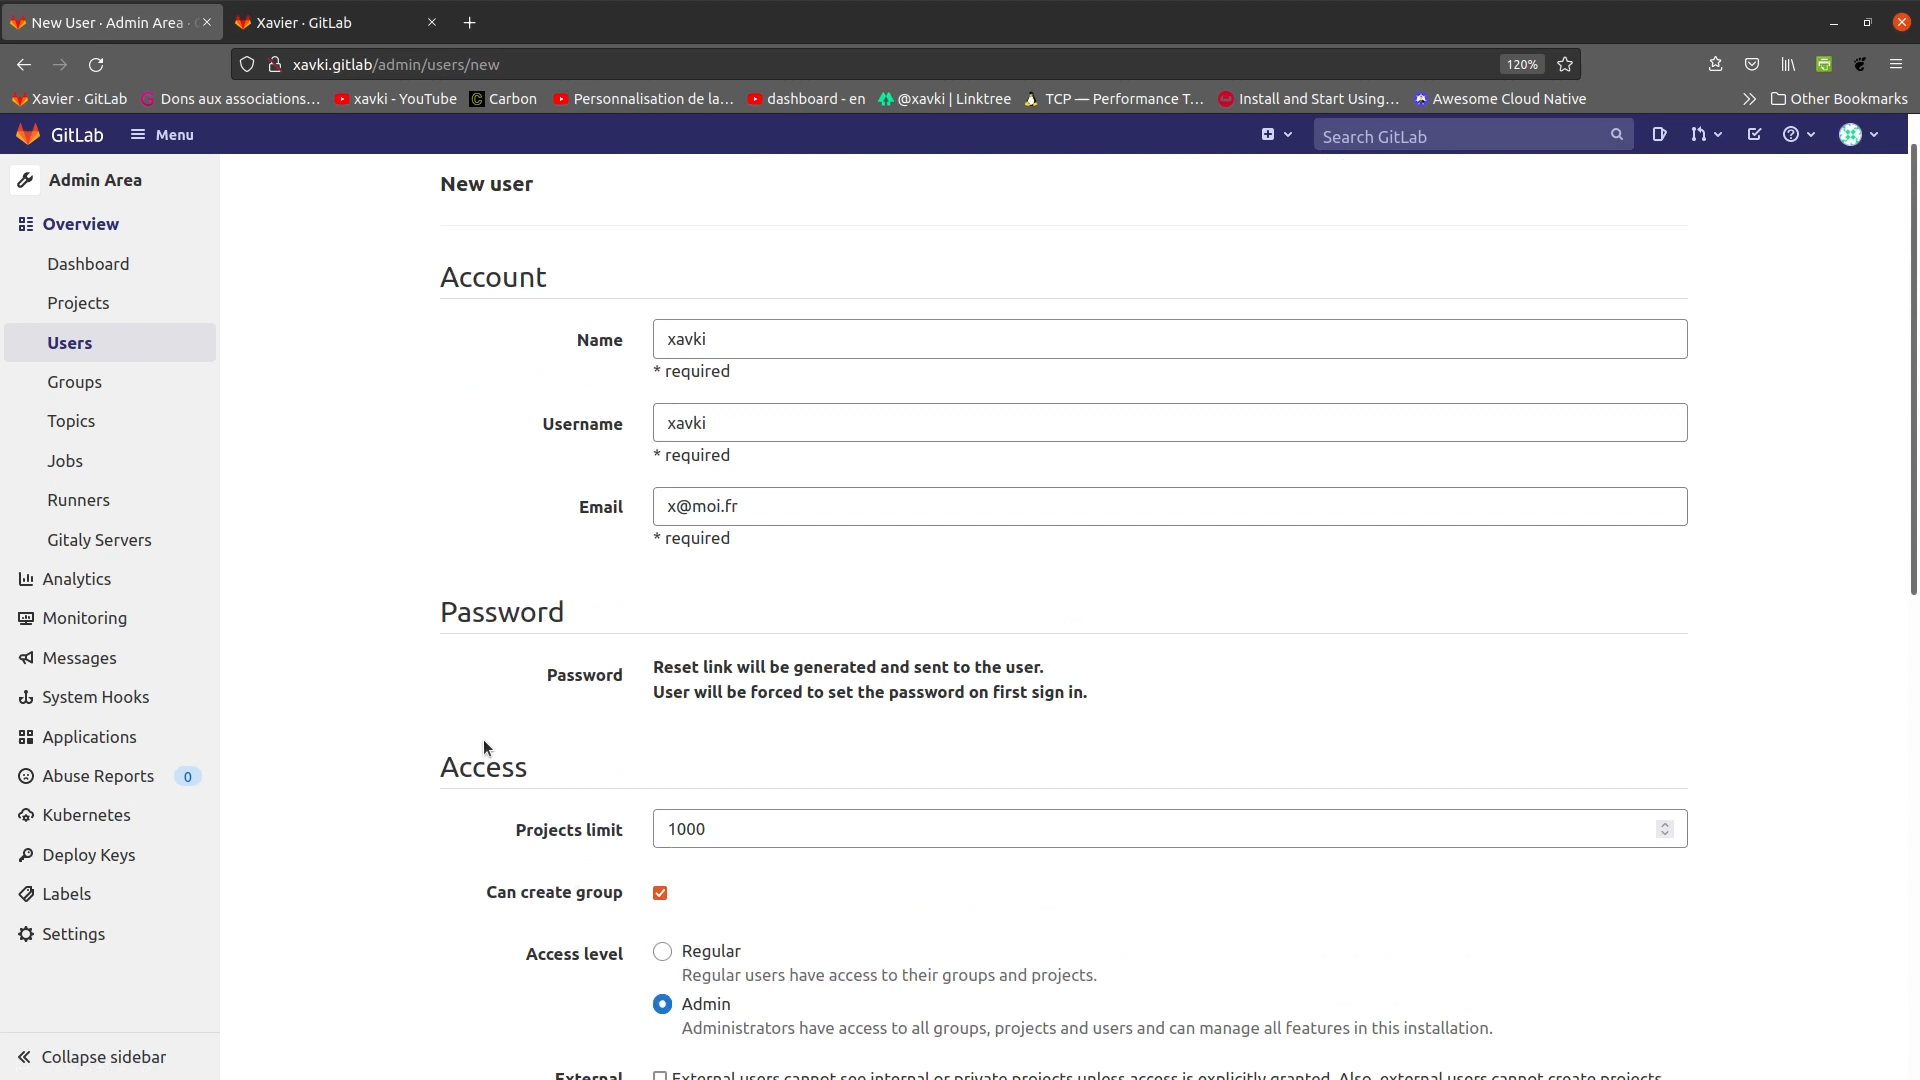 New User · Admin Area ·
Xavier · GitLab
xavki.gitlab/admin/users/new
120%
Xavier · GitLab
Dons aux associations...
xavki - YouTube
Carbon
Personnalisation de la...
dashboard - en
@xavki | Linktree
TCP — Performance T...
Install and Start Using...
Awesome Cloud Native
Other Bookmarks
GitLab
Menu
Search GitLab
Admin Area
Overview
Dashboard
Projects
Users
Groups
Topics
Jobs
Runners
Gitaly Servers
Analytics
Monitoring
Messages
System Hooks
Applications
Abuse Reports 0
Kubernetes
Deploy Keys
Labels
Settings
Collapse sidebar
New user
Account
Name xavki
* required
Username xavki
* required
Email x@moi.fr
* required
Password
Password Reset link will be generated and sent to the user.
User will be forced to set the password on first sign in.
Access
Projects limit 1000
Can create group
Access level Regular
Regular users have access to their groups and projects.
Admin
Administrators have access to all groups, projects and users and can manage all features in this installation.
External External users cannot see internal or private projects unless access is explicitly granted. Also, external users cannot create projects